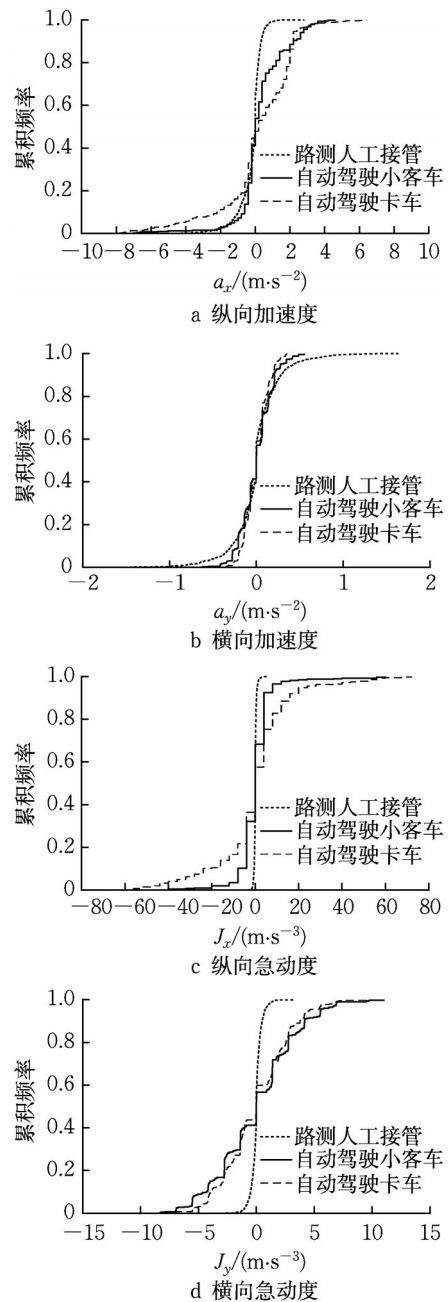 累积频率
1.0
0.8
0.6
0.4
0.2
0
路测人工接管
自动驾驶小客车
自动驾驶卡车
−10 −8 −6 −4 −2 0 2 4 6 8 10
aₓ/(m·s⁻²)
a 纵向加速度
累积频率
1.0
0.8
0.6
0.4
0.2
0
路测人工接管
自动驾驶小客车
自动驾驶卡车
−2 −1 0 1 2
a_y/(m·s⁻²)
b 横向加速度
累积频率
1.0
0.8
0.6
0.4
0.2
0
路测人工接管
自动驾驶小客车
自动驾驶卡车
−80 −60 −40 −20 0 20 40 60 80
Jₓ/(m·s⁻³)
c 纵向急动度
累积频率
1.0
0.8
0.6
0.4
0.2
0
路测人工接管
自动驾驶小客车
自动驾驶卡车
−15 −10 −5 0 5 10 15
J_y/(m·s⁻³)
d 横向急动度